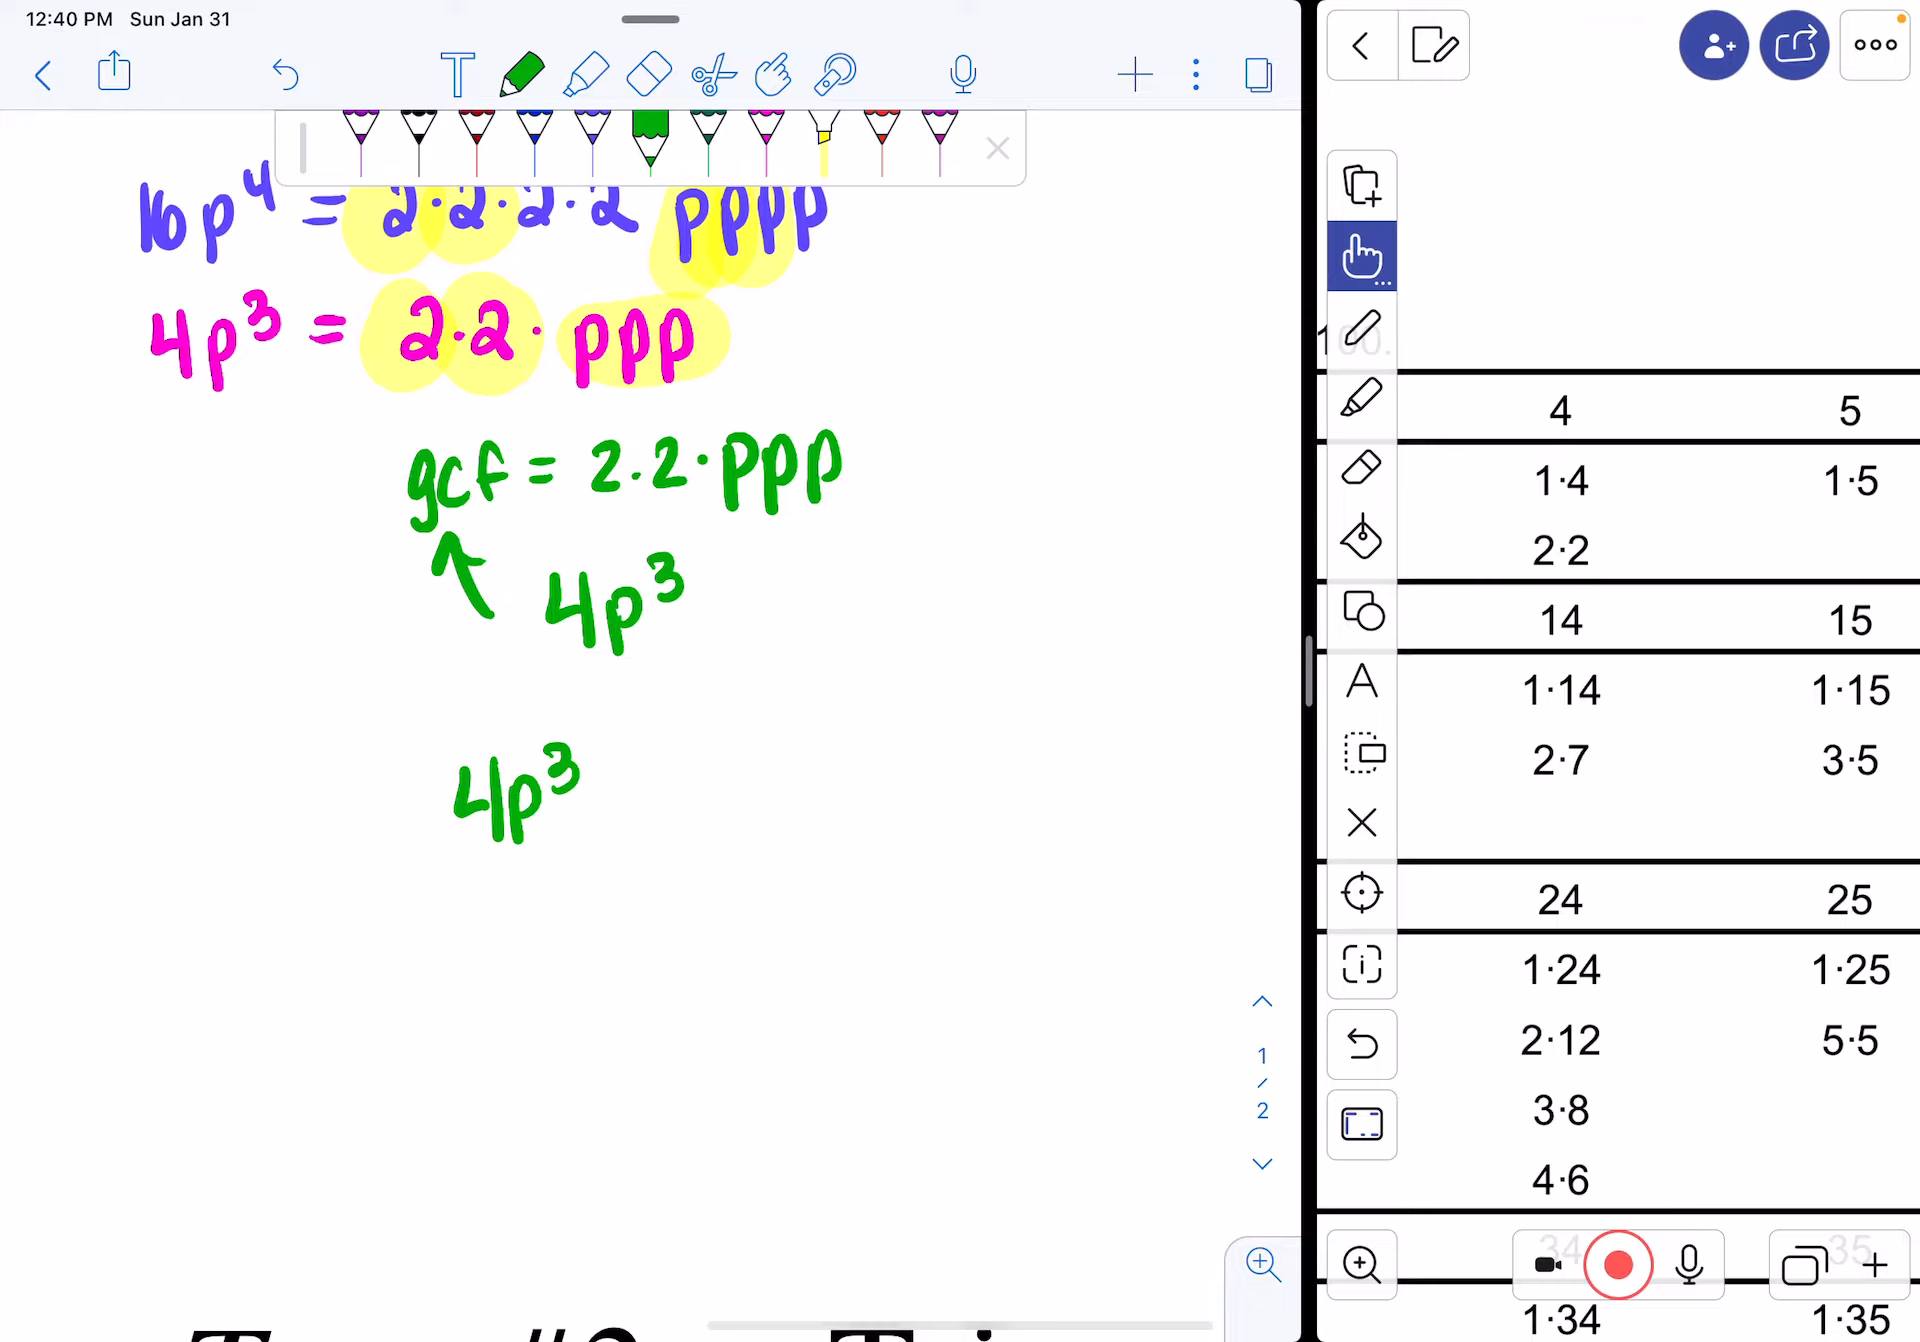 12:40 PM Sun Jan 31
16p⁴ = 2·2·2·2 pppp
4p³ = 2·2· ppp
gcf = 2·2·ppp
4p³
4p³
1
/
2
100.
4 5
1·4 1·5
2·2
14 15
1·14 1·15
2·7 3·5
24 25
1·24 1·25
2·12 5·5
3·8
4·6
34 35
1·34 1·35